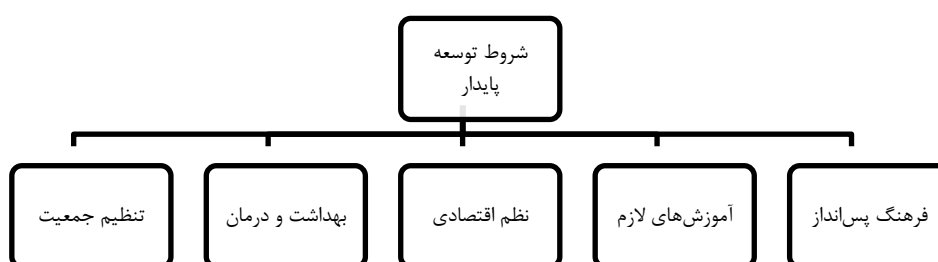 شروط توسعه
پایدار
فرهنگ پس‌انداز
آموزش‌های لازم
نظم اقتصادی
بهداشت و درمان
تنظیم جمعیت